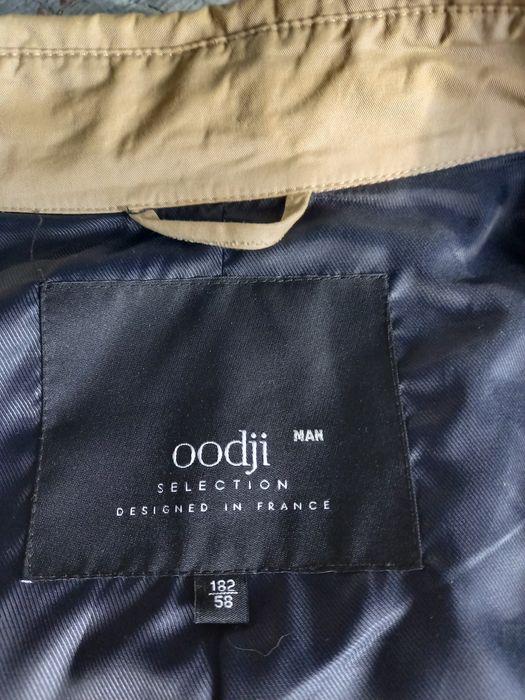 oodji MAN
SELECTION
DESIGNED IN FRANCE
182
58